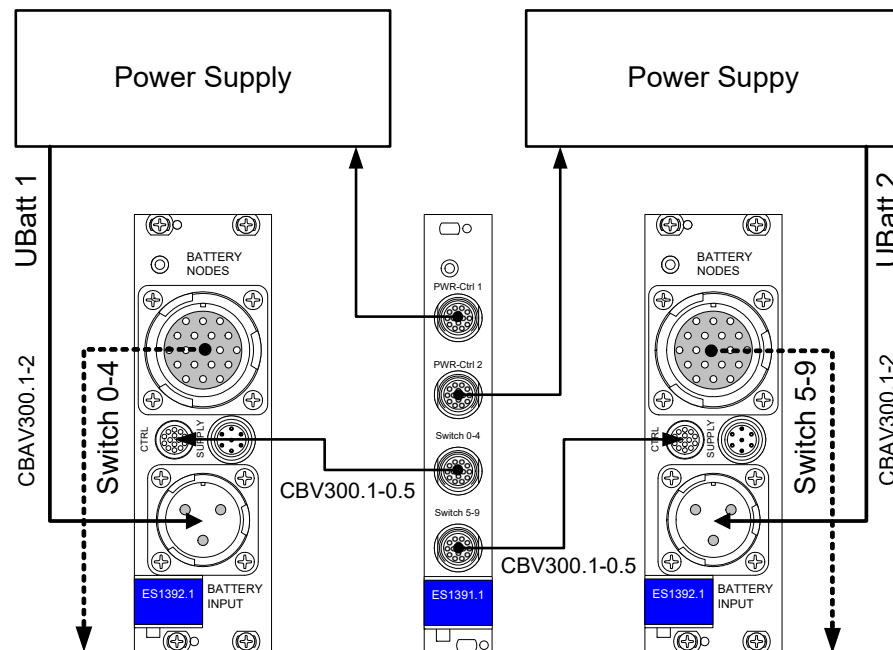 Power Supply
Power Suppy
UBatt 1
UBatt 2
BATTERY
NODES
BATTERY
NODES
PWR-Ctrl 1
PWR-Ctrl 2
CBAV300.1-2
Switch 0-4
CTRL
SUPPLY
Switch 0-4
CTRL
SUPPLY
Switch 5-9
CBAV300.1-2
CBV300.1-0.5
Switch 5-9
CBV300.1-0.5
ES1392.1
BATTERY
INPUT
ES1391.1
ES1392.1
BATTERY
INPUT